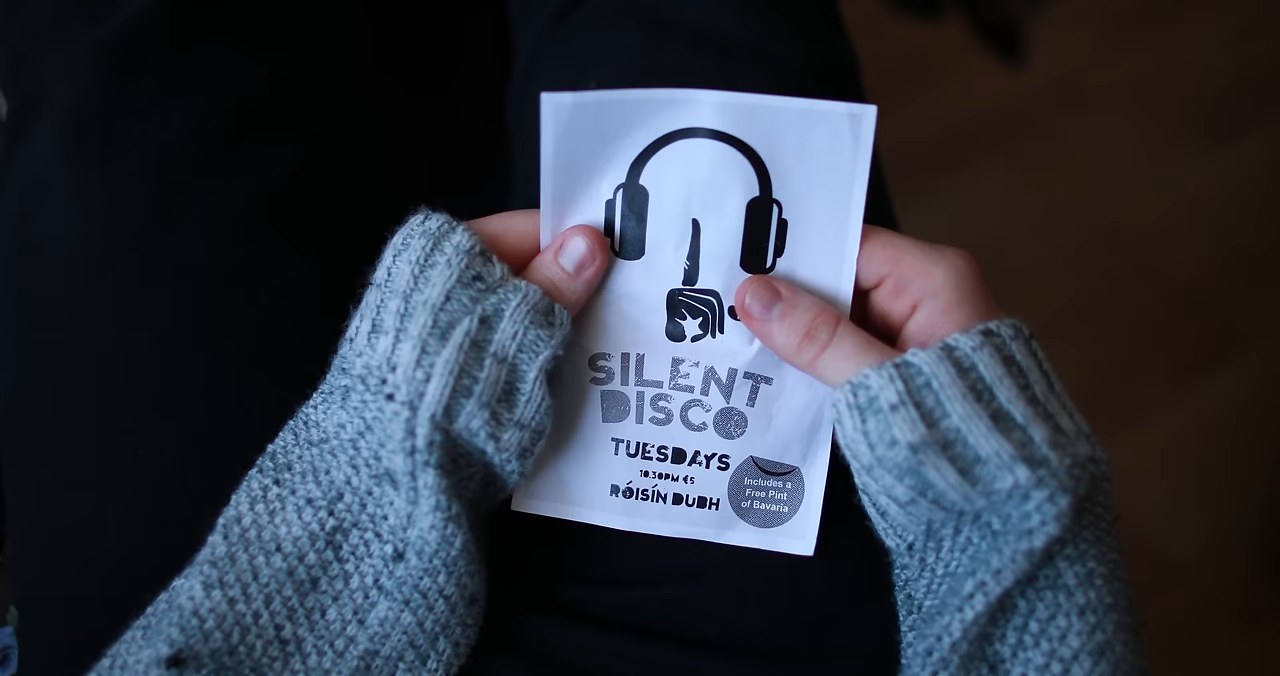 SILENT
DISCO
TUESDAYS
10.30PM €5
RÓISÍN DUBH
Includes a
Free Pint
of Bavaria